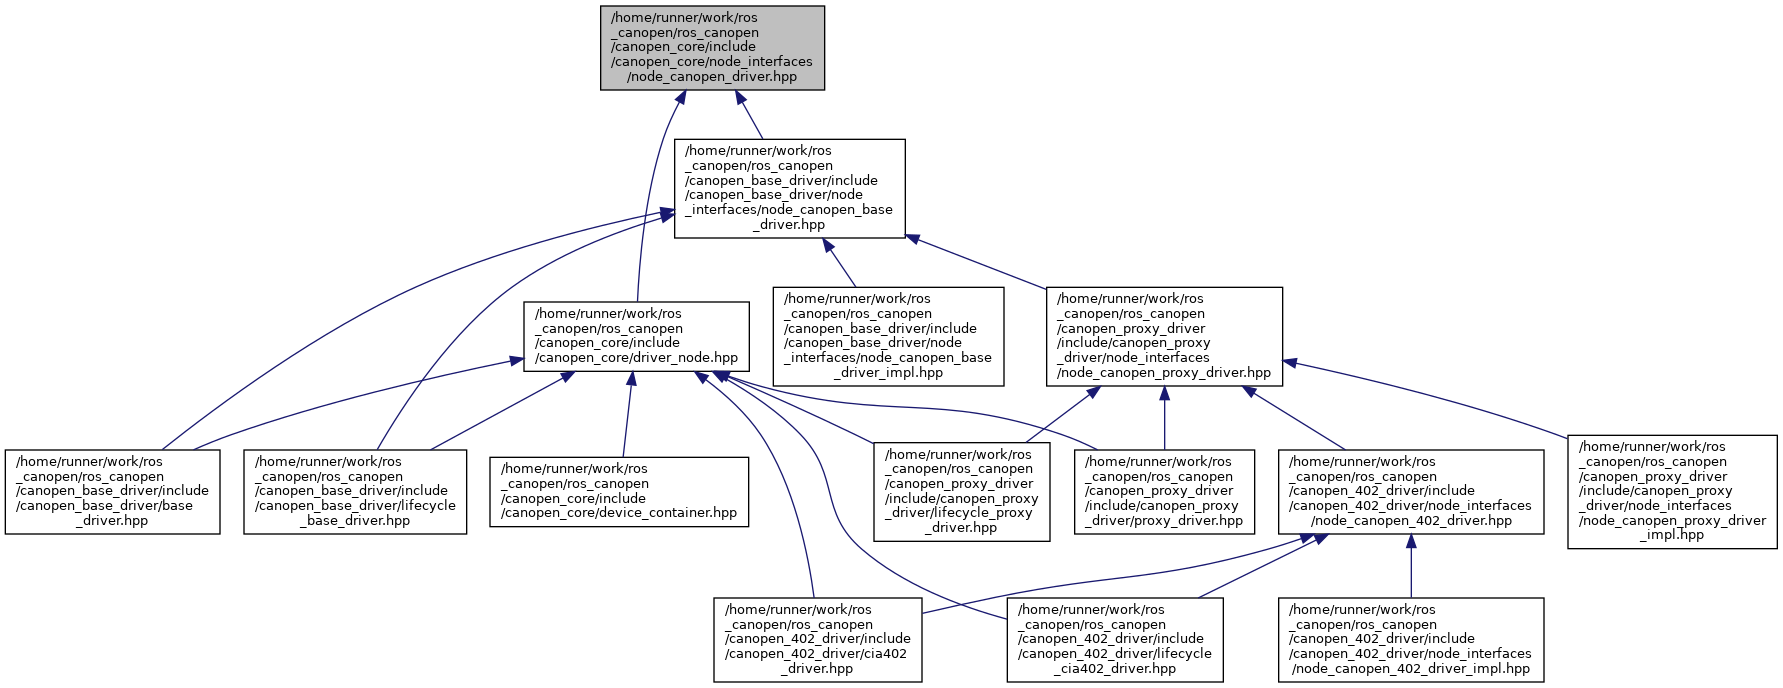 /home/runner/work/ros
_canopen/ros_canopen
/canopen_core/include
/canopen_core/node_interfaces
/node_canopen_driver.hpp
/home/runner/work/ros
_canopen/ros_canopen
/canopen_base_driver/include
/canopen_base_driver/node
_interfaces/node_canopen_base
_driver.hpp
/home/runner/work/ros
_canopen/ros_canopen
/canopen_core/include
/canopen_core/driver_node.hpp
/home/runner/work/ros
_canopen/ros_canopen
/canopen_base_driver/include
/canopen_base_driver/node
_interfaces/node_canopen_base
_driver_impl.hpp
/home/runner/work/ros
_canopen/ros_canopen
/canopen_proxy_driver
/include/canopen_proxy
_driver/node_interfaces
/node_canopen_proxy_driver.hpp
/home/runner/work/ros
_canopen/ros_canopen
/canopen_base_driver/include
/canopen_base_driver/base
_driver.hpp
/home/runner/work/ros
_canopen/ros_canopen
/canopen_base_driver/include
/canopen_base_driver/lifecycle
_base_driver.hpp
/home/runner/work/ros
_canopen/ros_canopen
/canopen_core/include
/canopen_core/device_container.hpp
/home/runner/work/ros
_canopen/ros_canopen
/canopen_proxy_driver
/include/canopen_proxy
_driver/lifecycle_proxy
_driver.hpp
/home/runner/work/ros
_canopen/ros_canopen
/canopen_proxy_driver
/include/canopen_proxy
_driver/proxy_driver.hpp
/home/runner/work/ros
_canopen/ros_canopen
/canopen_402_driver/include
/canopen_402_driver/node_interfaces
/node_canopen_402_driver.hpp
/home/runner/work/ros
_canopen/ros_canopen
/canopen_proxy_driver
/include/canopen_proxy
_driver/node_interfaces
/node_canopen_proxy_driver
_impl.hpp
/home/runner/work/ros
_canopen/ros_canopen
/canopen_402_driver/include
/canopen_402_driver/cia402
_driver.hpp
/home/runner/work/ros
_canopen/ros_canopen
/canopen_402_driver/include
/canopen_402_driver/lifecycle
_cia402_driver.hpp
/home/runner/work/ros
_canopen/ros_canopen
/canopen_402_driver/include
/canopen_402_driver/node_interfaces
/node_canopen_402_driver_impl.hpp